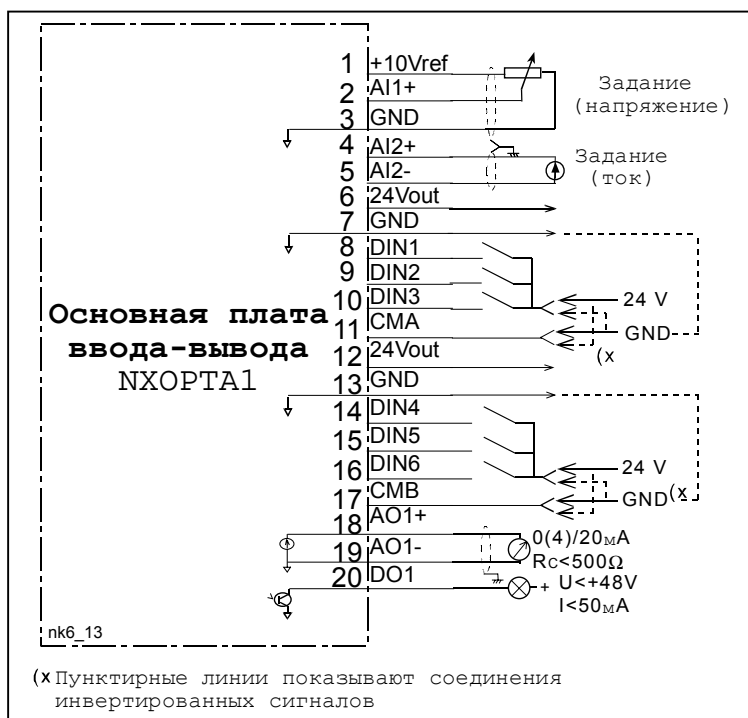 1 +10Vref
2 AI1+
3 GND
4 AI2+
5 AI2-
6 24Vout
7 GND
8 DIN1
9 DIN2
10 DIN3
11 CMA
12 24Vout
13 GND
14 DIN4
15 DIN5
16 DIN6
17 CMB
18 AO1+
19 AO1-
20 DO1
Задание
(напряжение)
Задание
(ток)
24 V
GND
(x
24 V
GND(x
0(4)/20мА
Rc<500Ω
+ U<+48V
I<50мА
Основная плата
ввода-вывода
NXOPTA1
nk6_13
(x Пунктирные линии показывают соединения
инвертированных сигналов